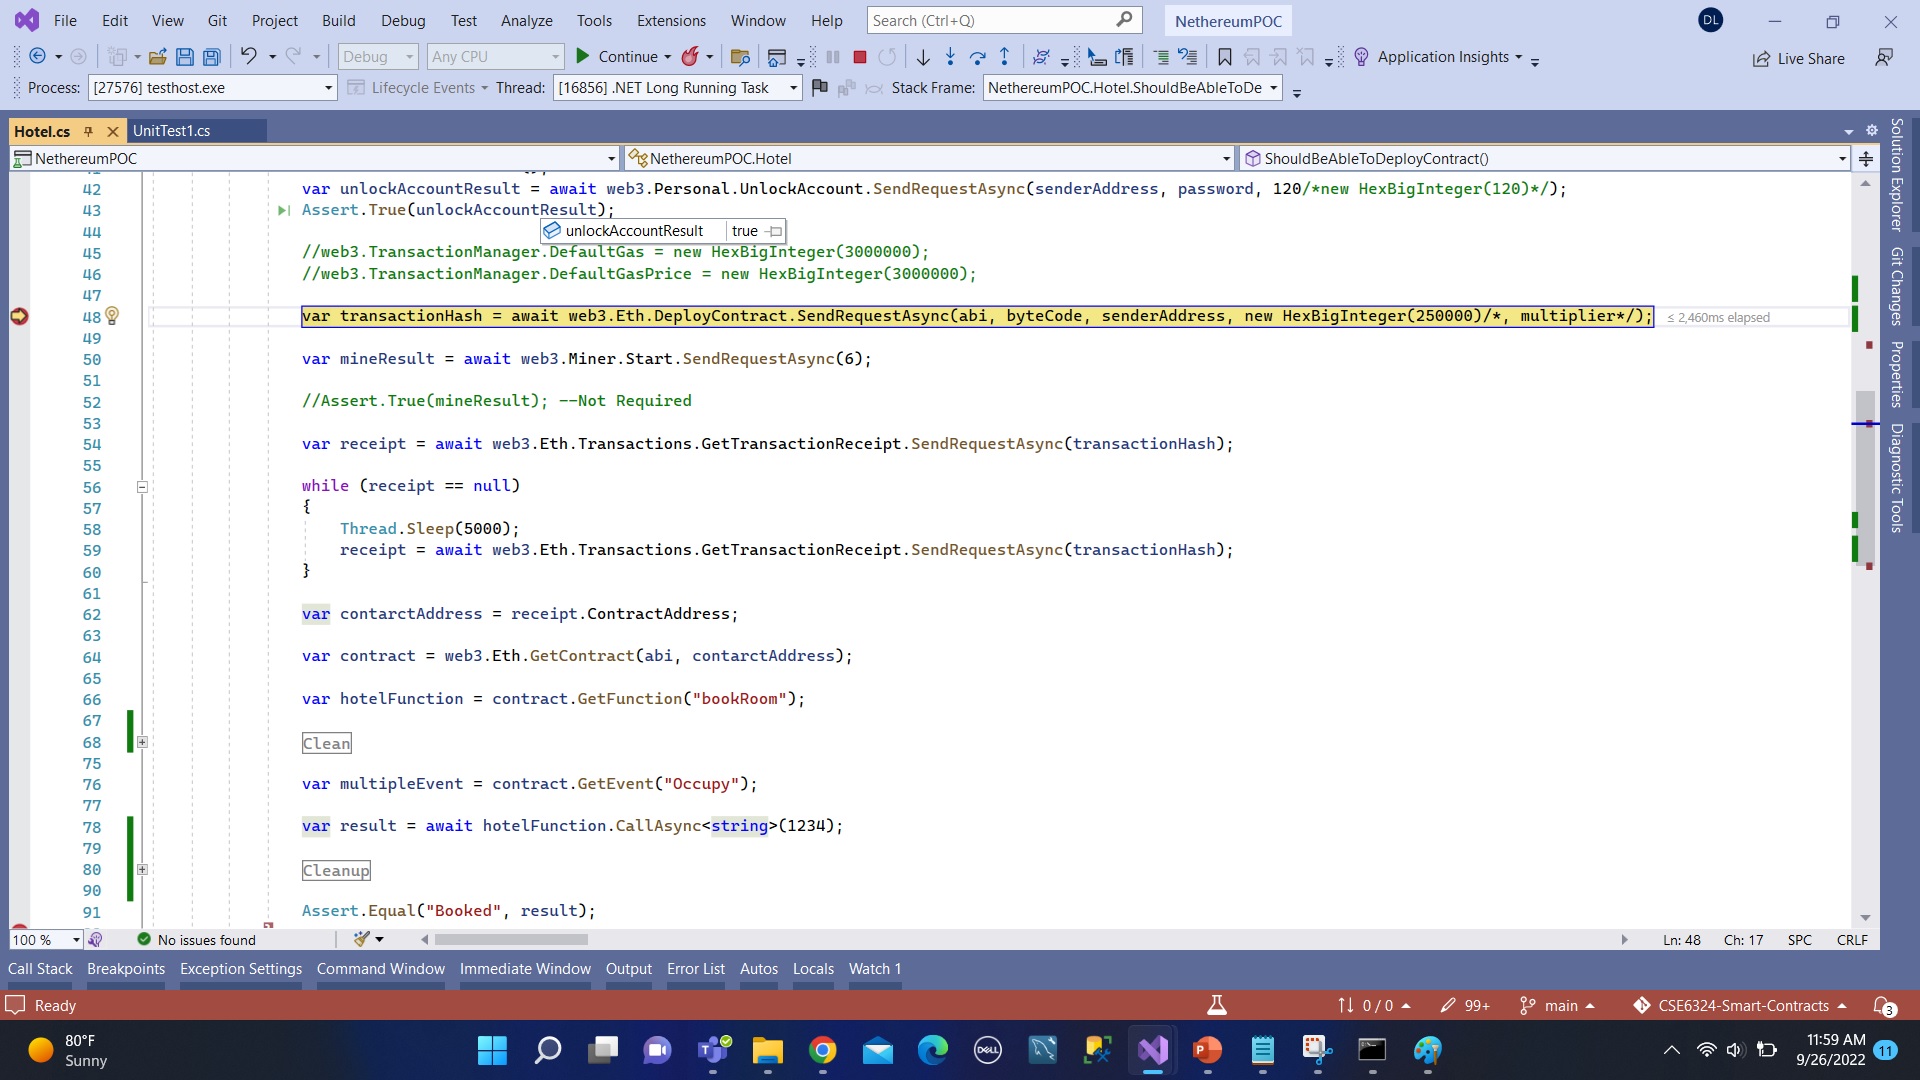 File Edit View Git Project Build Debug Test Analyze Tools Extensions Window Help Search (Ctrl+Q) NethereumPOC DL
Debug Any CPU Continue Application Insights Live Share
Process: [27576] testhost.exe Lifecycle Events Thread: [16856] .NET Long Running Task Stack Frame: NethereumPOC.Hotel.ShouldBeAbleToDe
Hotel.cs UnitTest1.cs
NethereumPOC NethereumPOC.Hotel ShouldBeAbleToDeployContract()
42 var unlockAccountResult = await web3.Personal.UnlockAccount.SendRequestAsync(senderAddress, password, 120/*new HexBigInteger(120)*/);
43 Assert.True(unlockAccountResult);
44 unlockAccountResult true
45 //web3.TransactionManager.DefaultGas = new HexBigInteger(3000000);
46 //web3.TransactionManager.DefaultGasPrice = new HexBigInteger(3000000);
47
48 var transactionHash = await web3.Eth.DeployContract.SendRequestAsync(abi, byteCode, senderAddress, new HexBigInteger(250000)/*, multiplier*/); ≤ 2,460ms elapsed
49
50 var mineResult = await web3.Miner.Start.SendRequestAsync(6);
51
52 //Assert.True(mineResult); --Not Required
53
54 var receipt = await web3.Eth.Transactions.GetTransactionReceipt.SendRequestAsync(transactionHash);
55
56 while (receipt == null)
57 {
58 Thread.Sleep(5000);
59 receipt = await web3.Eth.Transactions.GetTransactionReceipt.SendRequestAsync(transactionHash);
60 }
61
62 var contarctAddress = receipt.ContractAddress;
63
64 var contract = web3.Eth.GetContract(abi, contarctAddress);
65
66 var hotelFunction = contract.GetFunction("bookRoom");
67
68 Clean
75
76 var multipleEvent = contract.GetEvent("Occupy");
77
78 var result = await hotelFunction.CallAsync<string>(1234);
79
80 Cleanup
90
91 Assert.Equal("Booked", result);
Solution Explorer
Git Changes
Properties
Diagnostic Tools
100 % No issues found Ln: 48 Ch: 17 SPC CRLF
Call Stack Breakpoints Exception Settings Command Window Immediate Window Output Error List Autos Locals Watch 1
Ready 0 / 0 99+ main CSE6324-Smart-Contracts 3
80°F
Sunny
DELL
11:59 AM
9/26/2022 11